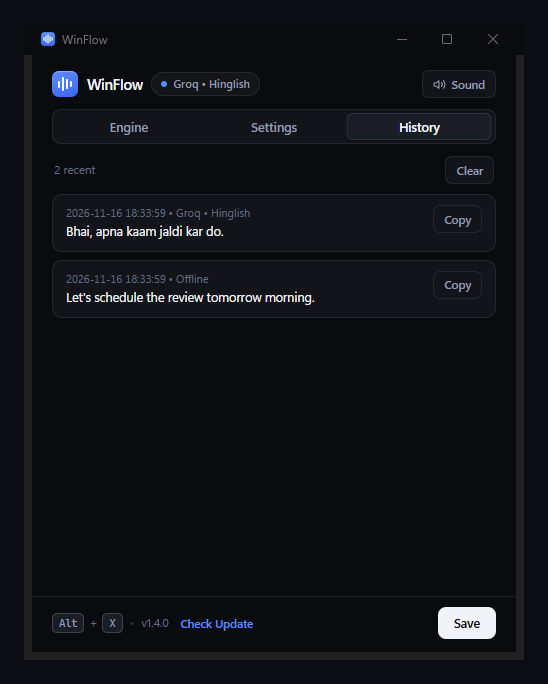 WinFlow
WinFlow • Groq • Hinglish Sound
Engine Settings History
2 recent Clear
2026-11-16 18:33:59 • Groq • Hinglish
Bhai, apna kaam jaldi kar do.
Copy
2026-11-16 18:33:59 • Offline
Let's schedule the review tomorrow morning.
Copy
Alt + X • v1.4.0 Check Update Save